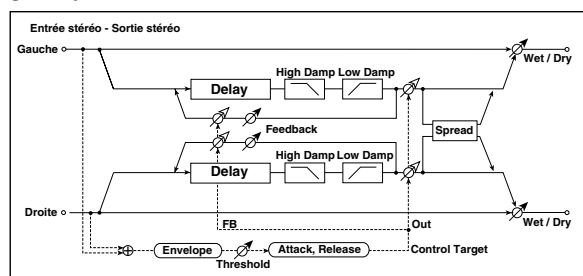 Entrée stéréo - Sortie stéréo
Gauche
Wet / Dry
High Damp Low Damp
Delay
Feedback
Spread
High Damp Low Damp
Delay
Droite
Wet / Dry
FB
Out
Envelope
Threshold
Attack, Release
Control Target